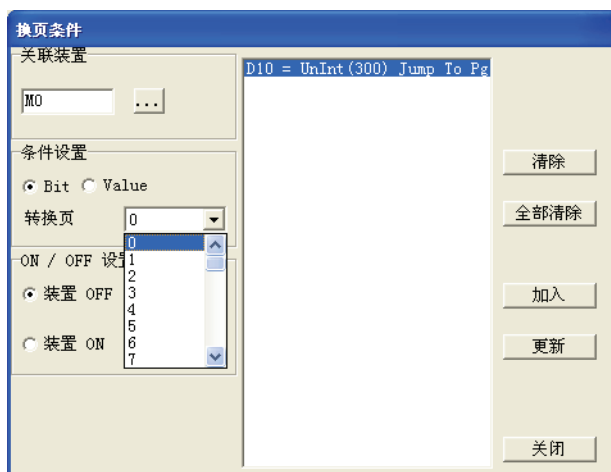 换页条件
关联装置
M0
...
条件设置
Bit
Value
转换页
0
0
1
2
3
4
5
6
7
ON / OFF 设
装置 OFF
装置 ON
D10 = UnInt(300) Jump To Pg
清除
全部清除
加入
更新
关闭